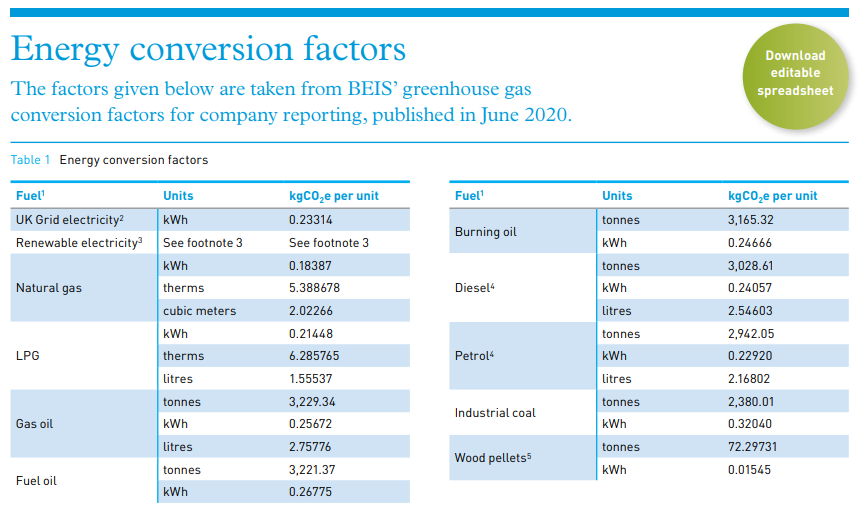 Energy conversion factors
Download
editable
spreadsheet
The factors given below are taken from BEIS’ greenhouse gas
conversion factors for company reporting, published in June 2020.
Table 1 Energy conversion factors
Fuel¹ Units kgCO₂e per unit
UK Grid electricity² kWh 0.23314
Renewable electricity³ See footnote 3 See footnote 3
Natural gas
kWh 0.18387
therms 5.388678
cubic meters 2.02266
LPG
kWh 0.21448
therms 6.285765
litres 1.55537
Gas oil
tonnes 3,229.34
kWh 0.25672
litres 2.75776
Fuel oil
tonnes 3,221.37
kWh 0.26775
Fuel¹ Units kgCO₂e per unit
Burning oil
tonnes 3,165.32
kWh 0.24666
Diesel⁴
tonnes 3,028.61
kWh 0.24057
litres 2.54603
Petrol⁴
tonnes 2,942.05
kWh 0.22920
litres 2.16802
Industrial coal
tonnes 2,380.01
kWh 0.32040
Wood pellets⁵
tonnes 72.29731
kWh 0.01545